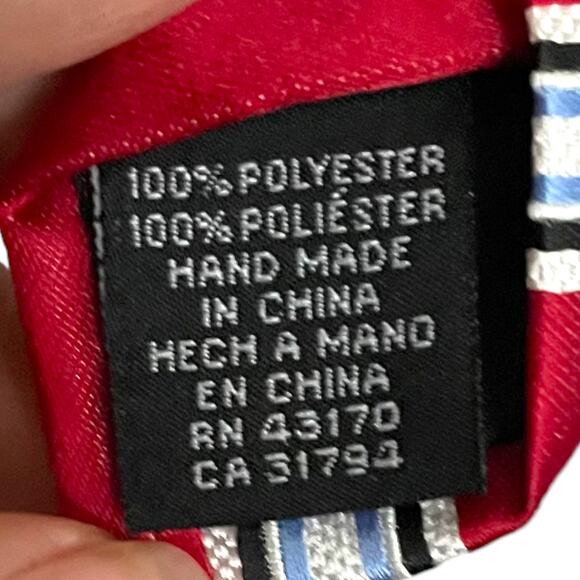 100% POLYESTER
100% POLIÉSTER
HAND MADE
IN CHINA
HECH A MANO
EN CHINA
RN 43170
CA 31794